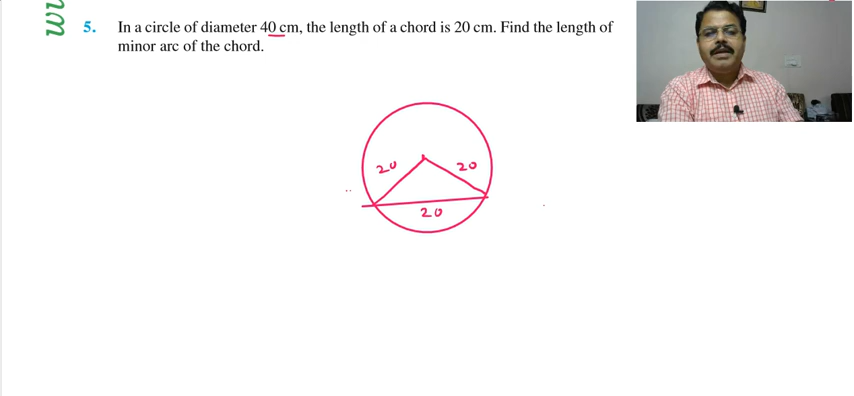 5. In a circle of diameter 40 cm, the length of a chord is 20 cm. Find the length of
minor arc of the chord.
20 20
20